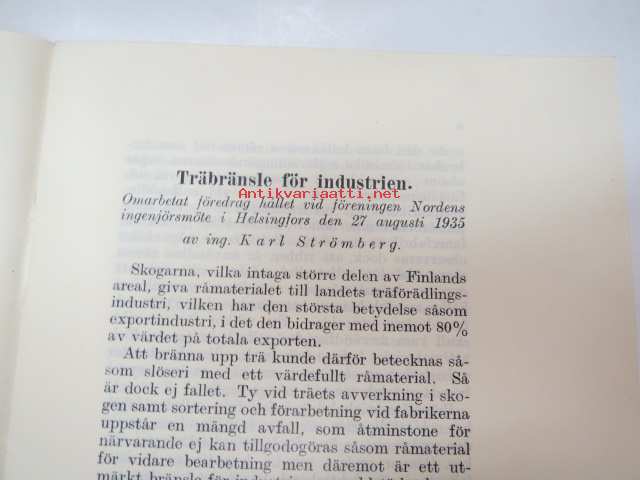 Träbränsle för industrien.
Antikvariaatti.net
Omarbetat föredrag hållet vid föreningen Nordens
ingenjörsmöte i Helsingfors den 27 augusti 1935
av ing. Karl Strömberg.
Skogarna, vilka intaga större delen av Finlands
areal, giva råmaterialet till landets träförädlings-
industri, vilken har den största betydelse såsom
exportindustri, i det den bidrager med inemot 80%
av värdet på totala exporten.
Att bränna upp trä kunde därför betecknas så-
som slöseri med ett värdefullt råmaterial. Så
är dock ej fallet. Ty vid träets avverkning i sko-
gen samt sortering och förarbetning vid fabrikerna
uppstår en mängd avfall, som åtminstone för
närvarande ej kan tillgodogöras såsom råmaterial
för vidare bearbetning men däremot är ett ut-
märkt bränsle för